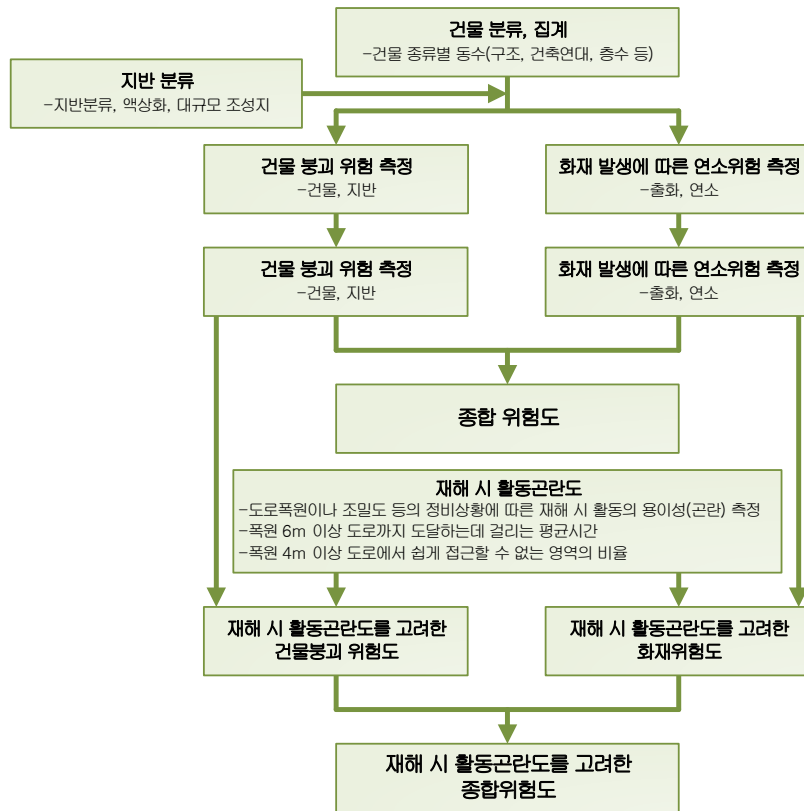 건물 분류, 집계
-건물 종류별 동수(구조, 건축연대, 층수 등)
지반 분류
-지반분류, 액상화, 대규모 조성지
건물 붕괴 위험 측정
-건물, 지반
화재 발생에 따른 연소위험 측정
-출화, 연소
건물 붕괴 위험 측정
-건물, 지반
화재 발생에 따른 연소위험 측정
-출화, 연소
종합 위험도
재해 시 활동곤란도
-도로폭원이나 조밀도 등의 정비상황에 따른 재해 시 활동의 용이성(곤란) 측정
-폭원 6m 이상 도로까지 도달하는데 걸리는 평균시간
-폭원 4m 이상 도로에서 쉽게 접근할 수 없는 영역의 비율
재해 시 활동곤란도를 고려한
건물붕괴 위험도
재해 시 활동곤란도를 고려한
화재위험도
재해 시 활동곤란도를 고려한
종합위험도